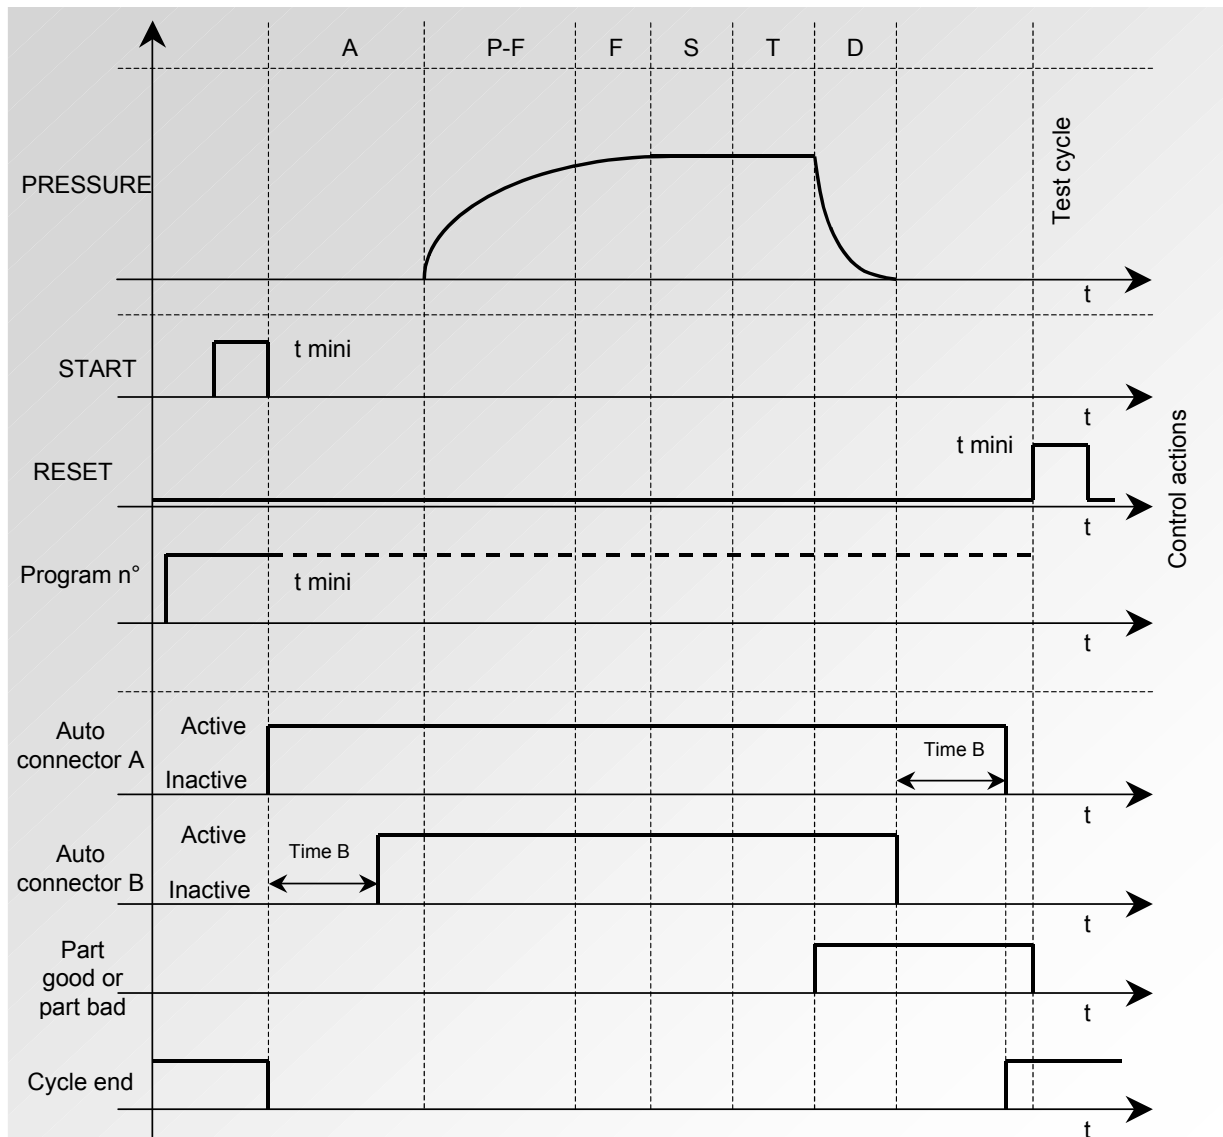 A P-F F S T D
Test cycle
PRESSURE
t
START
t mini
t
Control actions
RESET
t mini
t
Program n°
t mini
t
Auto
connector A
Active
Inactive
Time B
t
Auto
connector B
Active
Inactive
Time B
t
Part
good or
part bad
t
Cycle end
t